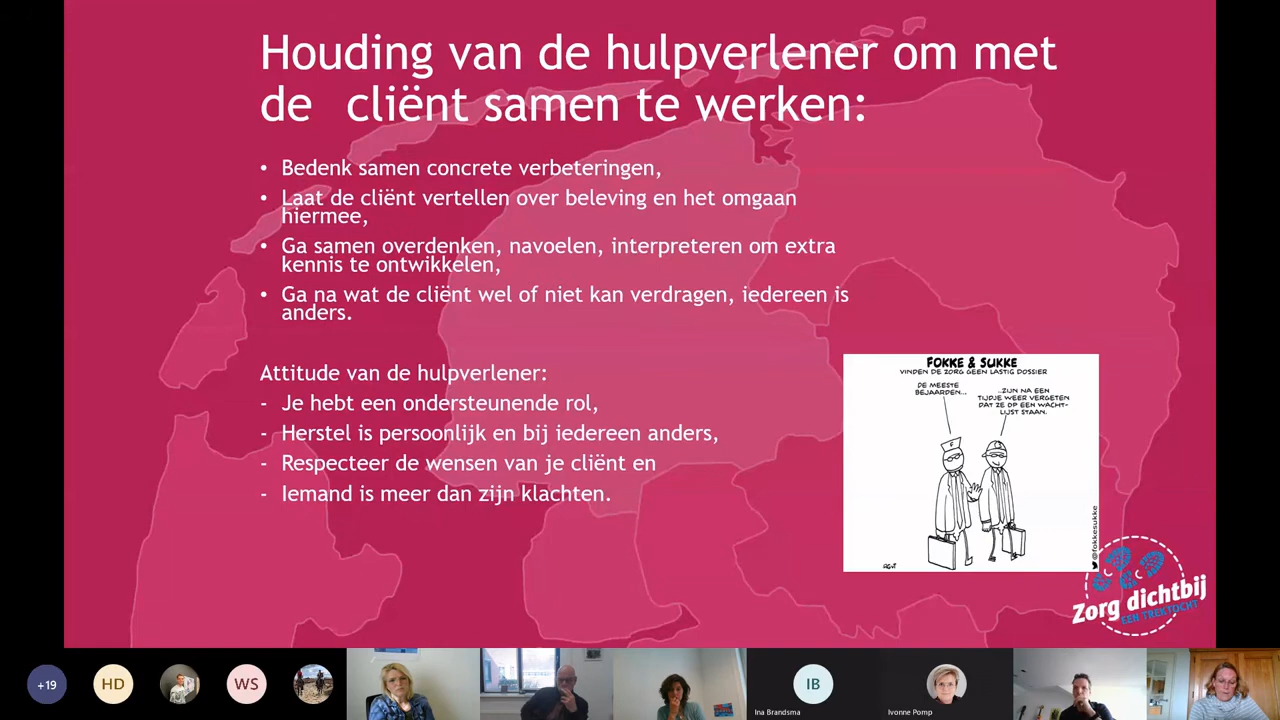 Houding van de hulpverlener om met
de cliënt samen te werken:
• Bedenk samen concrete verbeteringen,
• Laat de cliënt vertellen over beleving en het omgaan
hiermee,
• Ga samen overdenken, navoelen, interpreteren om extra
kennis te ontwikkelen,
• Ga na wat de cliënt wel of niet kan verdragen, iedereen is
anders.
Attitude van de hulpverlener:
- Je hebt een ondersteunende rol,
- Herstel is persoonlijk en bij iedereen anders,
- Respecteer de wensen van je cliënt en
- Iemand is meer dan zijn klachten.
FOKKE & SUKKE
VINDEN DE ZORG GEEN LASTIG DOSSIER
DE MEESTE
BEJAARDEN...
...ZIJN NA EEN
TIJDJE WEER VERGETEN
DAT ZE OP EEN WACHT-
LIJST STAAN.
F
RGvT
@fokkesukke
Zorg dichtbij
EEN TREKTOCHT
+19
HD
WS
IB
Ina Brandsma
Ivonne Pomp